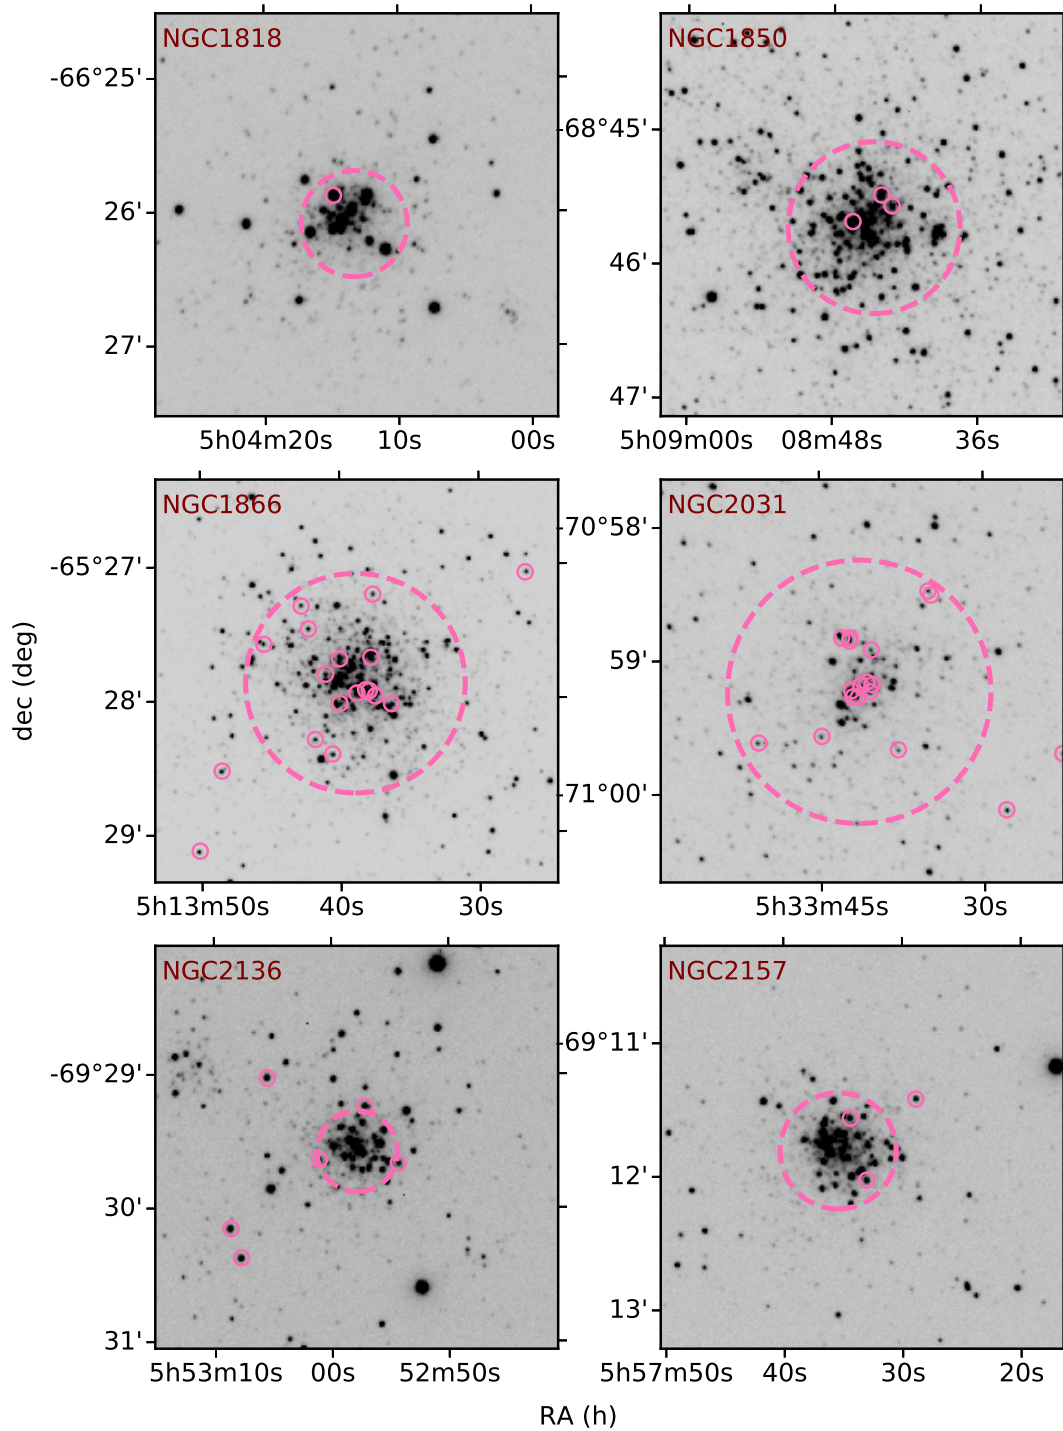 NGC1818
NGC1850
-66°25'
26'
27'
-68°45'
46'
47'
5h04m20s 10s 00s
5h09m00s 08m48s 36s
NGC1866
NGC2031
-65°27'
28'
29'
-70°58'
59'
-71°00'
5h13m50s 40s 30s
5h33m45s 30s
NGC2136
NGC2157
-69°29'
30'
31'
-69°11'
12'
13'
5h53m10s 00s 52m50s
5h57m50s 40s 30s 20s
dec (deg)
RA (h)